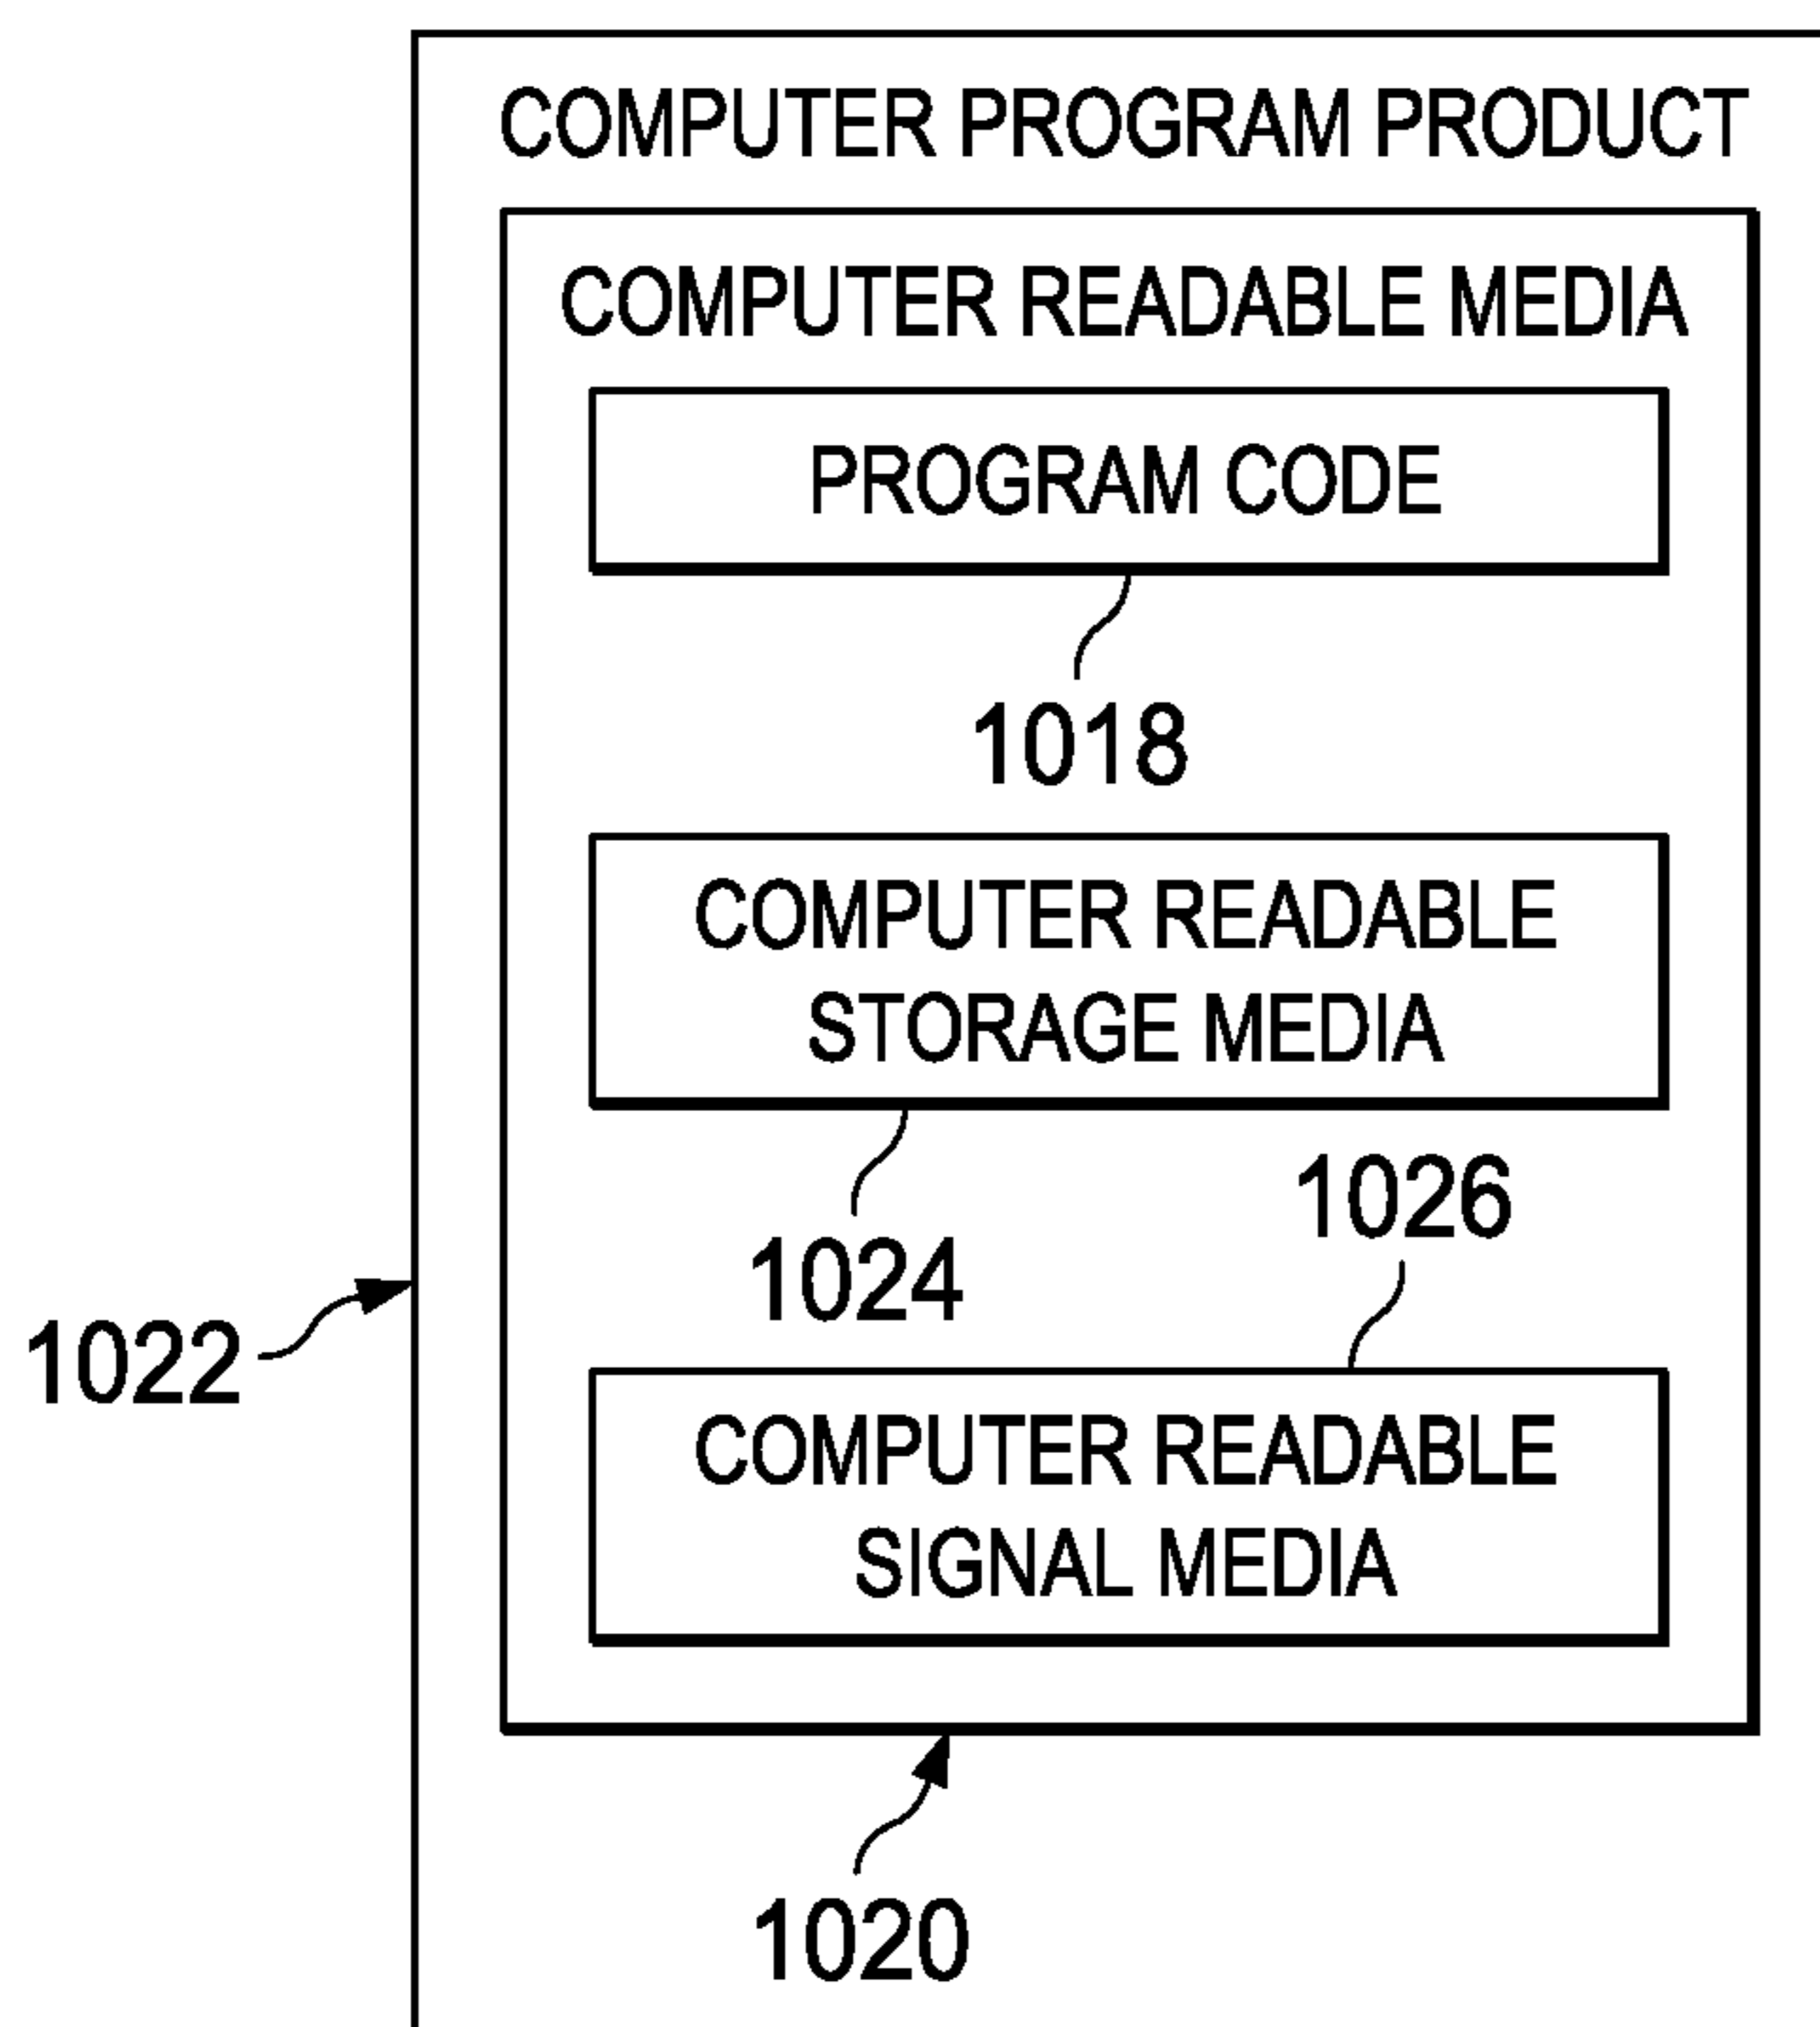 COMPUTER PROGRAM PRODUCT
COMPUTER READABLE MEDIA
PROGRAM CODE
1018
COMPUTER READABLE
STORAGE MEDIA
1026
1024
1022
COMPUTER READABLE
SIGNAL MEDIA
1020